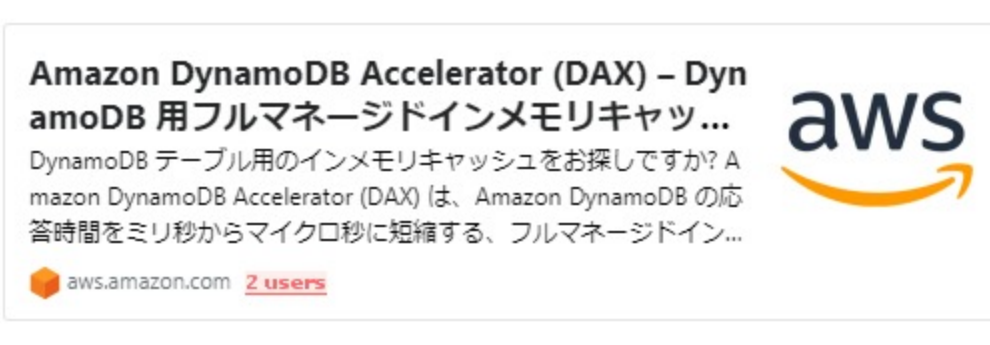 Amazon DynamoDB Accelerator (DAX) – Dyn
amoDB 用フルマネージドインメモリキャッ...
DynamoDB テーブル用のインメモリキャッシュをお探しですか? A
mazon DynamoDB Accelerator (DAX) は、Amazon DynamoDB の応
答時間をミリ秒からマイクロ秒に短縮する、フルマネージドイン...
aws.amazon.com 2 users
aws